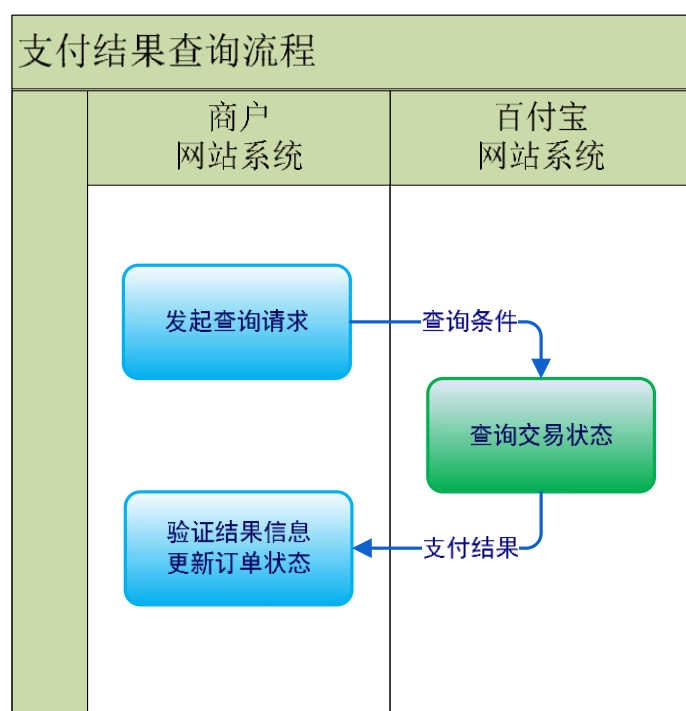 支付结果查询流程
商户
网站系统
百付宝
网站系统
发起查询请求
查询条件
查询交易状态
支付结果
验证结果信息
更新订单状态